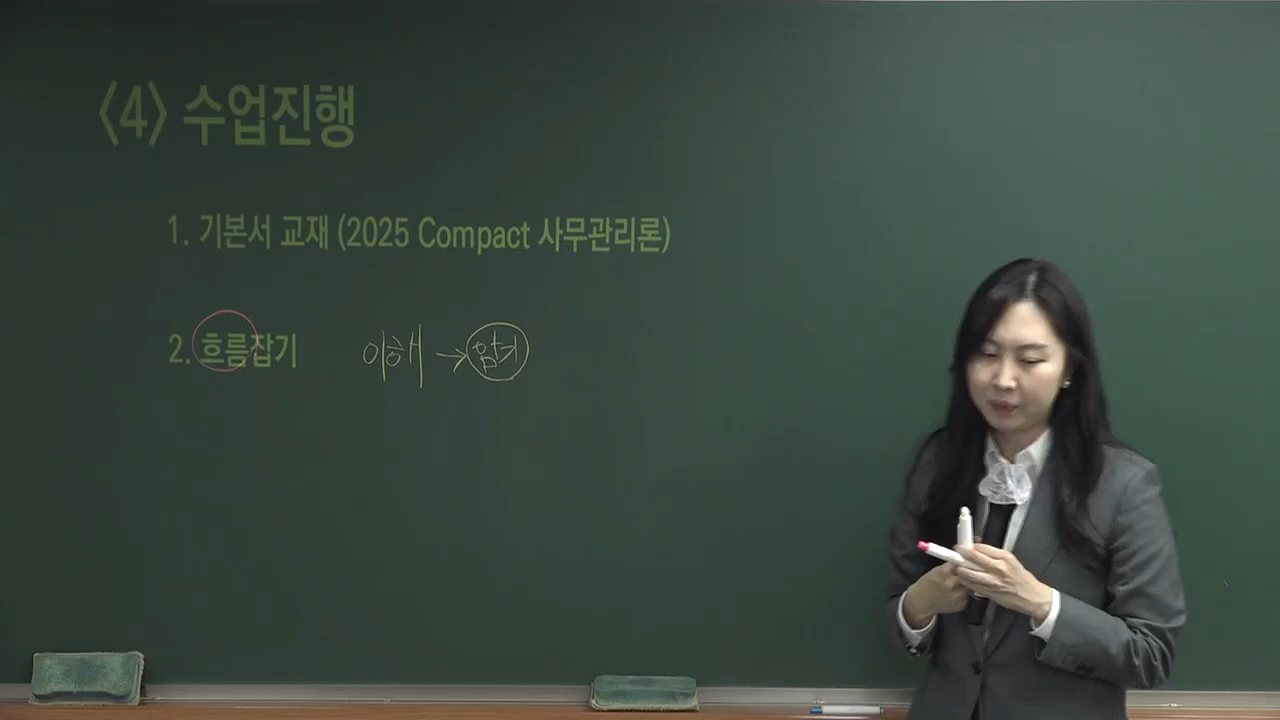 〈4〉 수업진행
1. 기본서 교재 (2025 Compact 사무관리론)
2. 흐름잡기 이해 → 암기